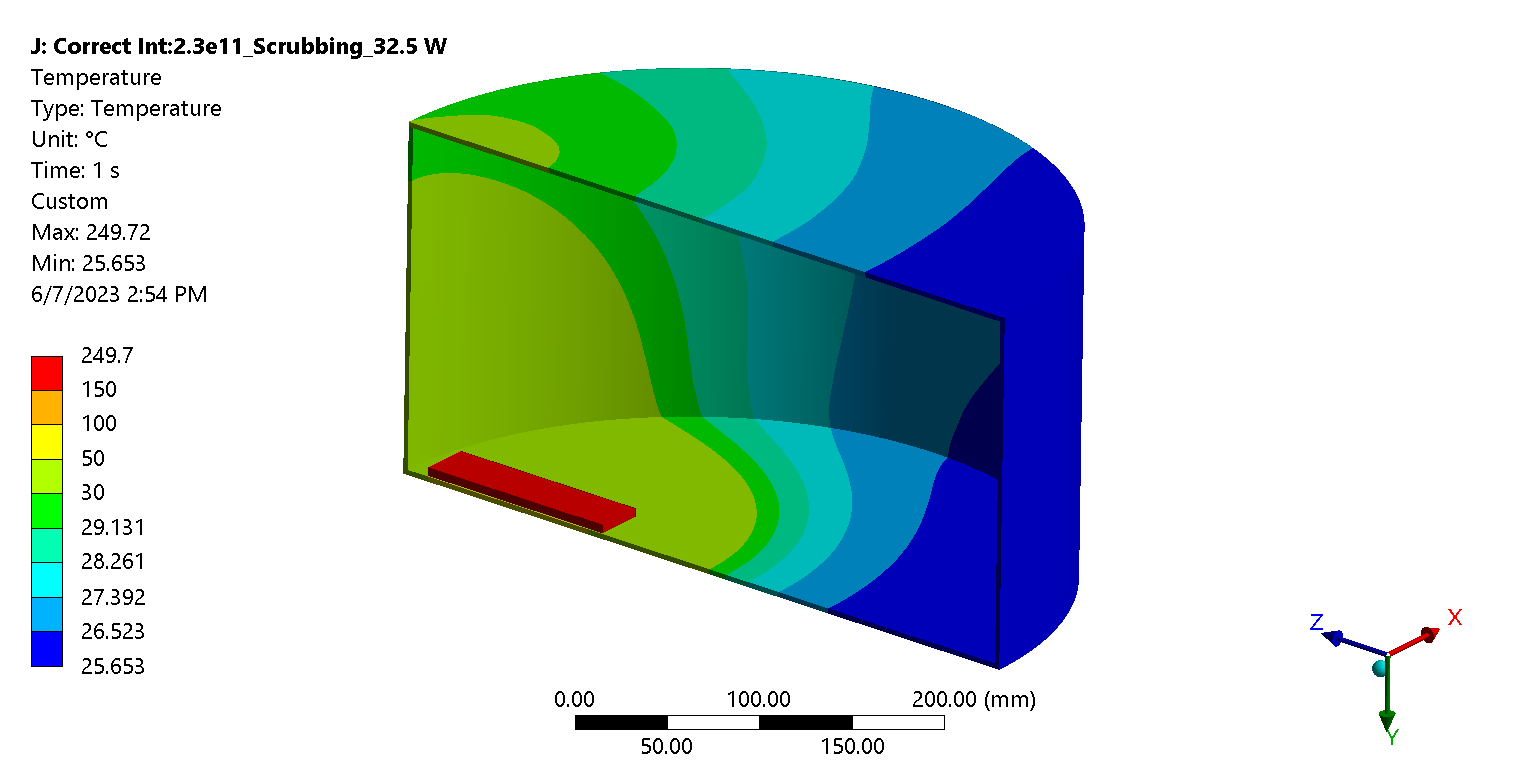 J: Correct Int:2.3e11_Scrubbing_32.5 W
Temperature
Type: Temperature
Unit: °C
Time: 1 s
Custom
Max: 249.72
Min: 25.653
6/7/2023 2:54 PM
249.7
150
100
50
30
29.131
28.261
27.392
26.523
25.653
0.00 100.00 200.00 (mm)
50.00 150.00
Z X
Y